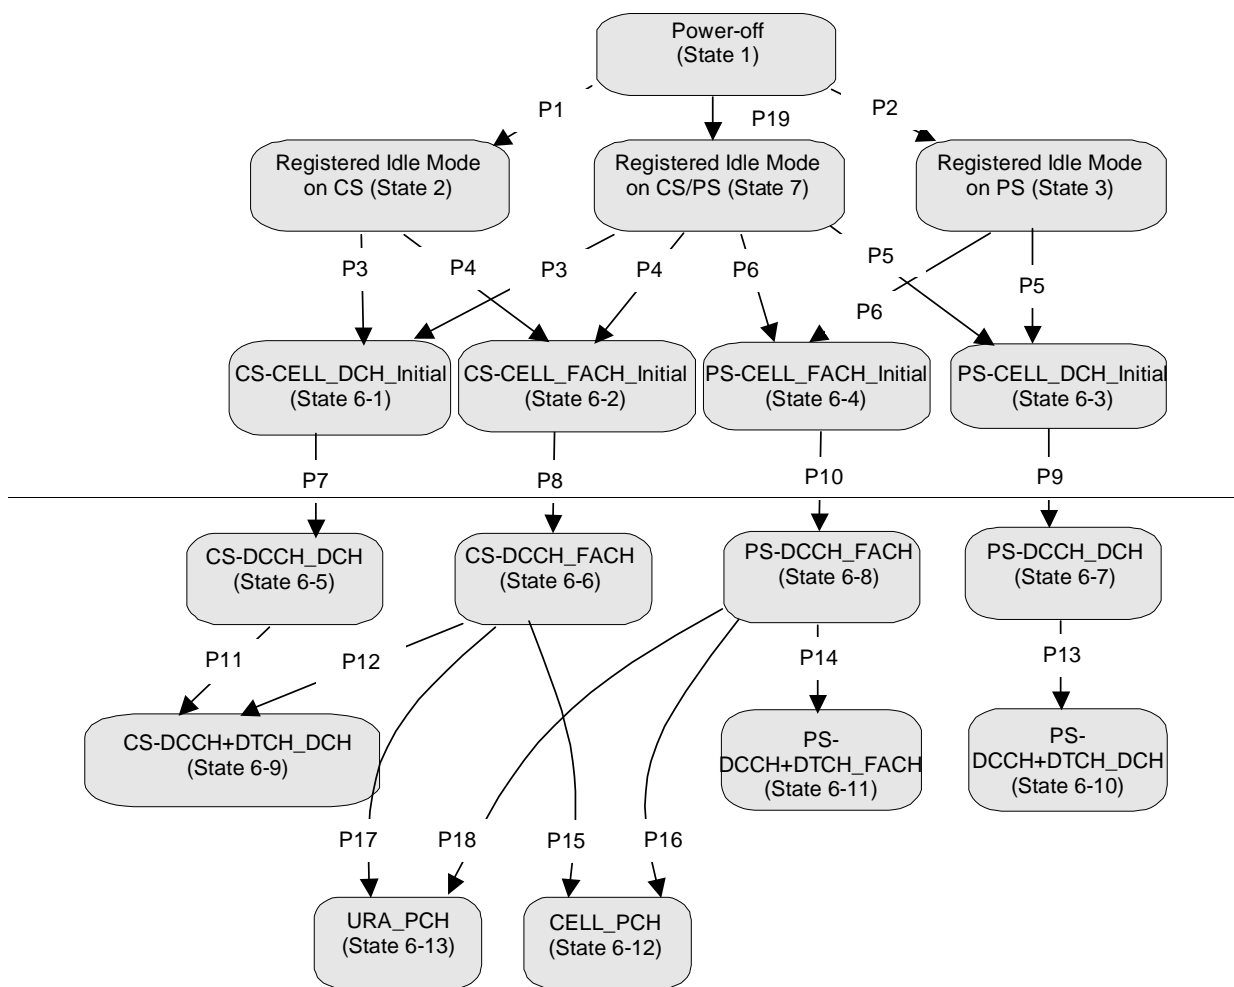 Power-off
(State 1)
P1
P19
P2
Registered Idle Mode
on CS (State 2)
Registered Idle Mode
on CS/PS (State 7)
Registered Idle Mode
on PS (State 3)
P3
P4
P3
P4
P6
P5
P6
P5
CS-CELL_DCH_Initial
(State 6-1)
CS-CELL_FACH_Initial
(State 6-2)
PS-CELL_FACH_Initial
(State 6-4)
PS-CELL_DCH_Initial
(State 6-3)
P7
P8
P10
P9
CS-DCCH_DCH
(State 6-5)
CS-DCCH_FACH
(State 6-6)
PS-DCCH_FACH
(State 6-8)
PS-DCCH_DCH
(State 6-7)
P11
P12
P14
P13
CS-DCCH+DTCH_DCH
(State 6-9)
PS-
DCCH+DTCH_FACH
(State 6-11)
PS-
DCCH+DTCH_DCH
(State 6-10)
P17
P18
P15
P16
URA_PCH
(State 6-13)
CELL_PCH
(State 6-12)